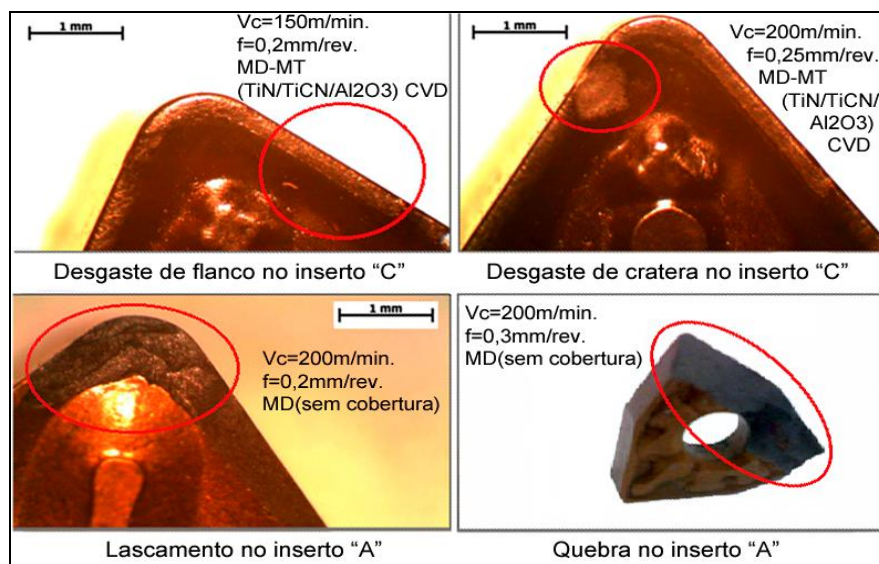 1 mm
Vc=150m/min.
f=0,2mm/rev.
MD-MT
(TiN/TiCN/Al2O3) CVD
Desgaste de flanco no inserto “C”
1 mm
Vc=200m/min.
f=0,25mm/rev.
MD-MT
(TiN/TiCN/
Al2O3)
CVD
Desgaste de cratera no inserto “C”
1 mm
Vc=200m/min.
f=0,2mm/rev.
MD(sem cobertura)
Lascamento no inserto “A”
Vc=200m/min.
f=0,3mm/rev.
MD(sem cobertura)
Quebra no inserto “A”